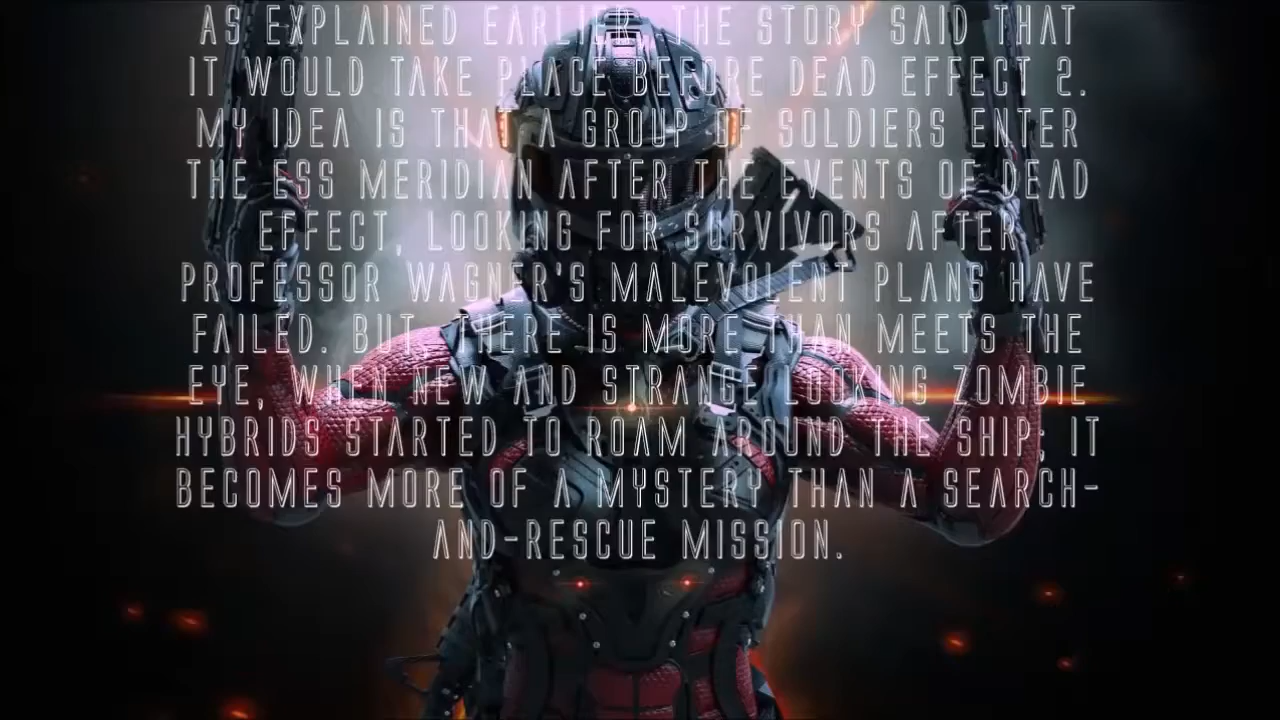 AS EXPLAINED EARLIER, THE STORY SAID THAT
IT WOULD TAKE PLACE BEFORE DEAD EFFECT 2.
MY IDEA IS THAT A GROUP OF SOLDIERS ENTER
THE ESS MERIDIAN AFTER THE EVENTS OF DEAD
EFFECT, LOOKING FOR SURVIVORS AFTER
PROFESSOR WAGNER'S MALEVOLENT PLANS HAVE
FAILED. BUT, THERE IS MORE THAN MEETS THE
EYE, WHEN NEW AND STRANGE LOOKING ZOMBIE
HYBRIDS STARTED TO ROAM AROUND THE SHIP; IT
BECOMES MORE OF A MYSTERY THAN A SEARCH-
AND-RESCUE MISSION.